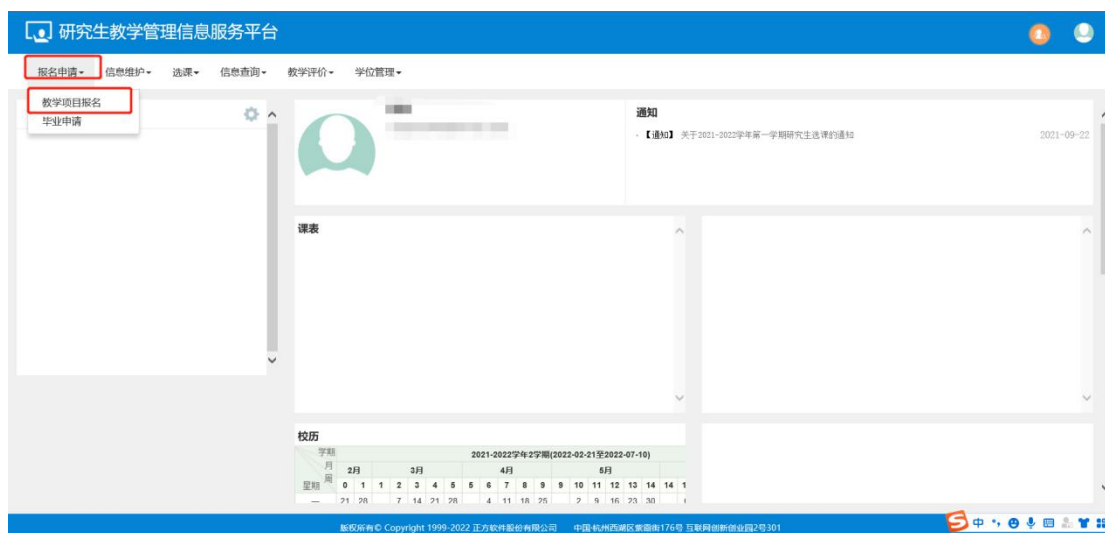 研究生教学管理信息服务平台
报名申请 信息维护 选课 信息查询 教学评价 学位管理
教学项目报名
毕业申请
通知
· 【通知】 关于2021-2022学年第一学期研究生选课的通知 2021-09-22
课表
校历
学期 2021-2022学年2学期(2022-02-21至2022-07-10)
月 2月 3月 4月 5月
周
星期 0 1 1 2 3 4 5 5 6 7 8 9 9 10 11 12 13 14 14 1
一 21 28 7 14 21 28 4 11 18 25 2 9 16 23 30
版权所有© Copyright 1999-2022 正方软件股份有限公司 中国·杭州西湖区紫霞街176号 互联网创新创业园2号301
中